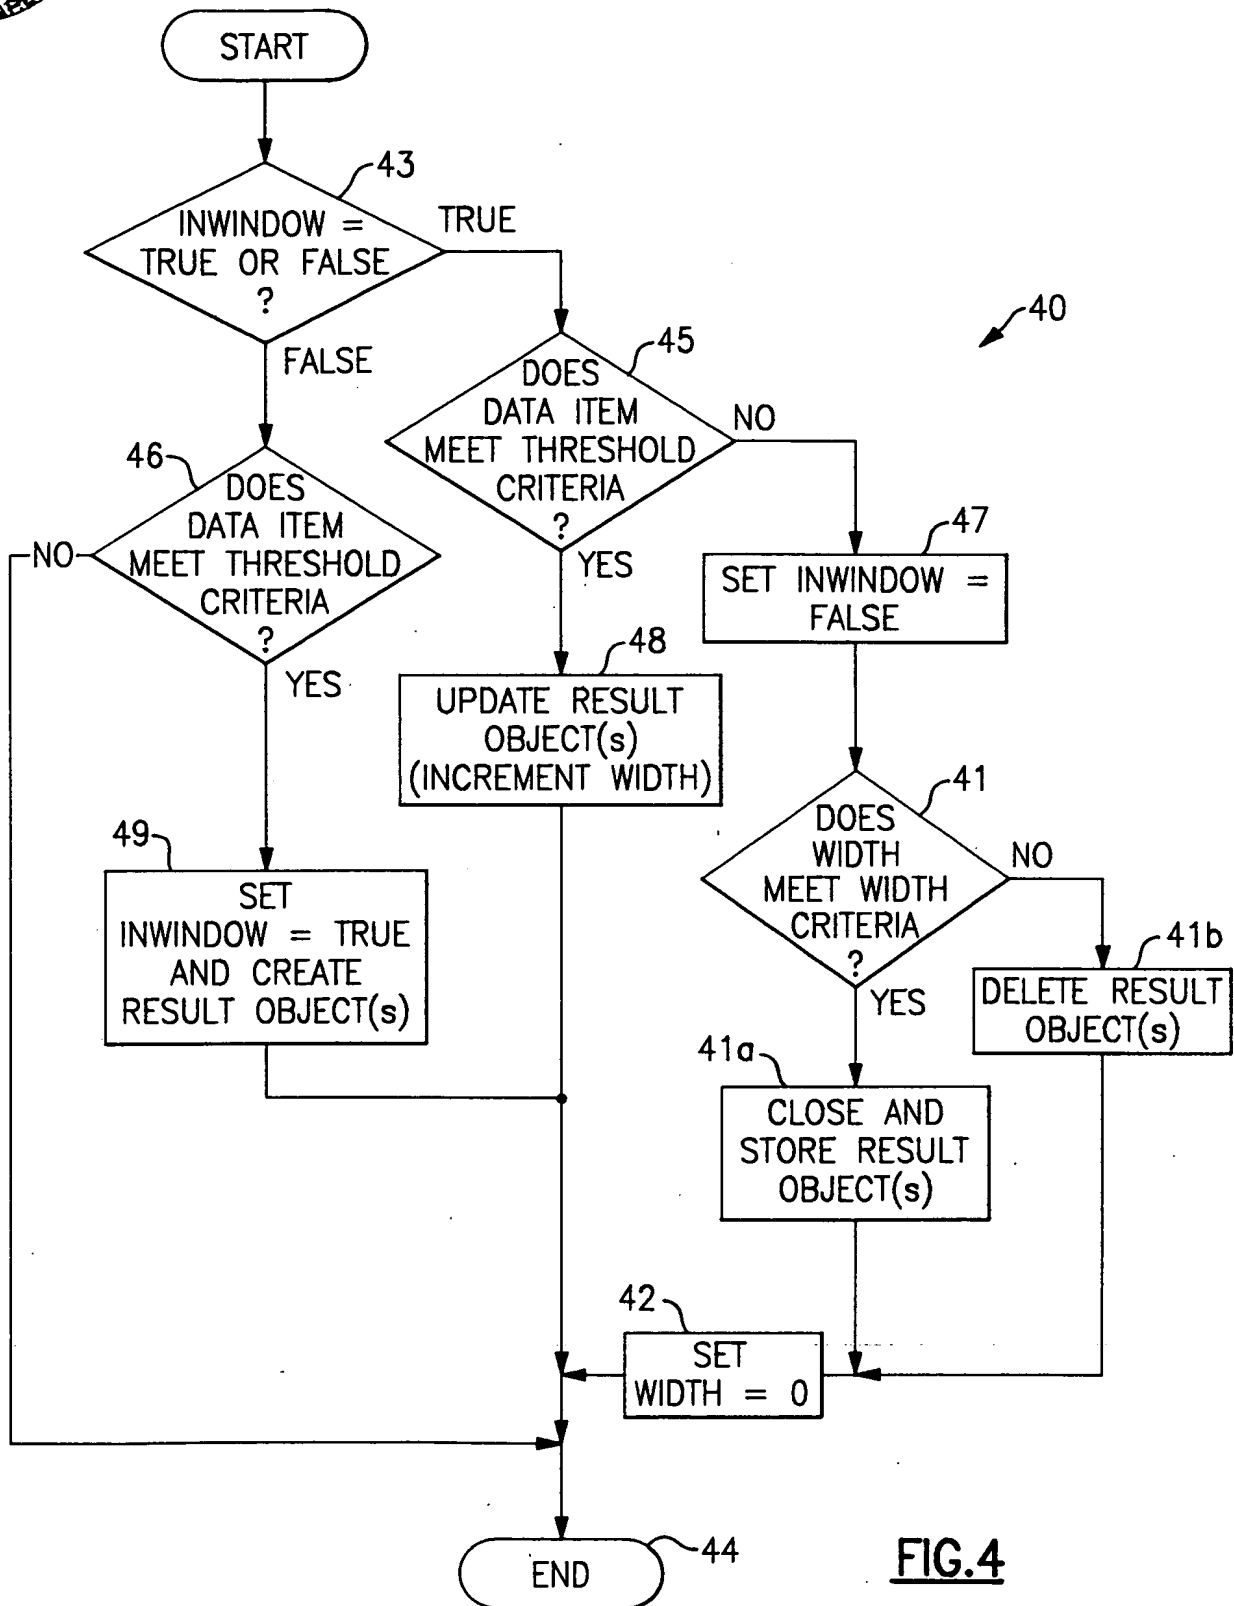 START
43
INWINDOW =
TRUE OR FALSE
?
TRUE
FALSE
40
45
DOES
DATA ITEM
MEET THRESHOLD
CRITERIA
?
NO
YES
46
DOES
DATA ITEM
MEET THRESHOLD
CRITERIA
?
NO
YES
47
SET INWINDOW =
FALSE
48
UPDATE RESULT
OBJECT(s)
(INCREMENT WIDTH)
41
DOES
WIDTH
MEET WIDTH
CRITERIA
?
NO
YES
49
SET
INWINDOW = TRUE
AND CREATE
RESULT OBJECT(s)
41b
DELETE RESULT
OBJECT(s)
41a
CLOSE AND
STORE RESULT
OBJECT(s)
42
SET
WIDTH = 0
END
44
FIG.4